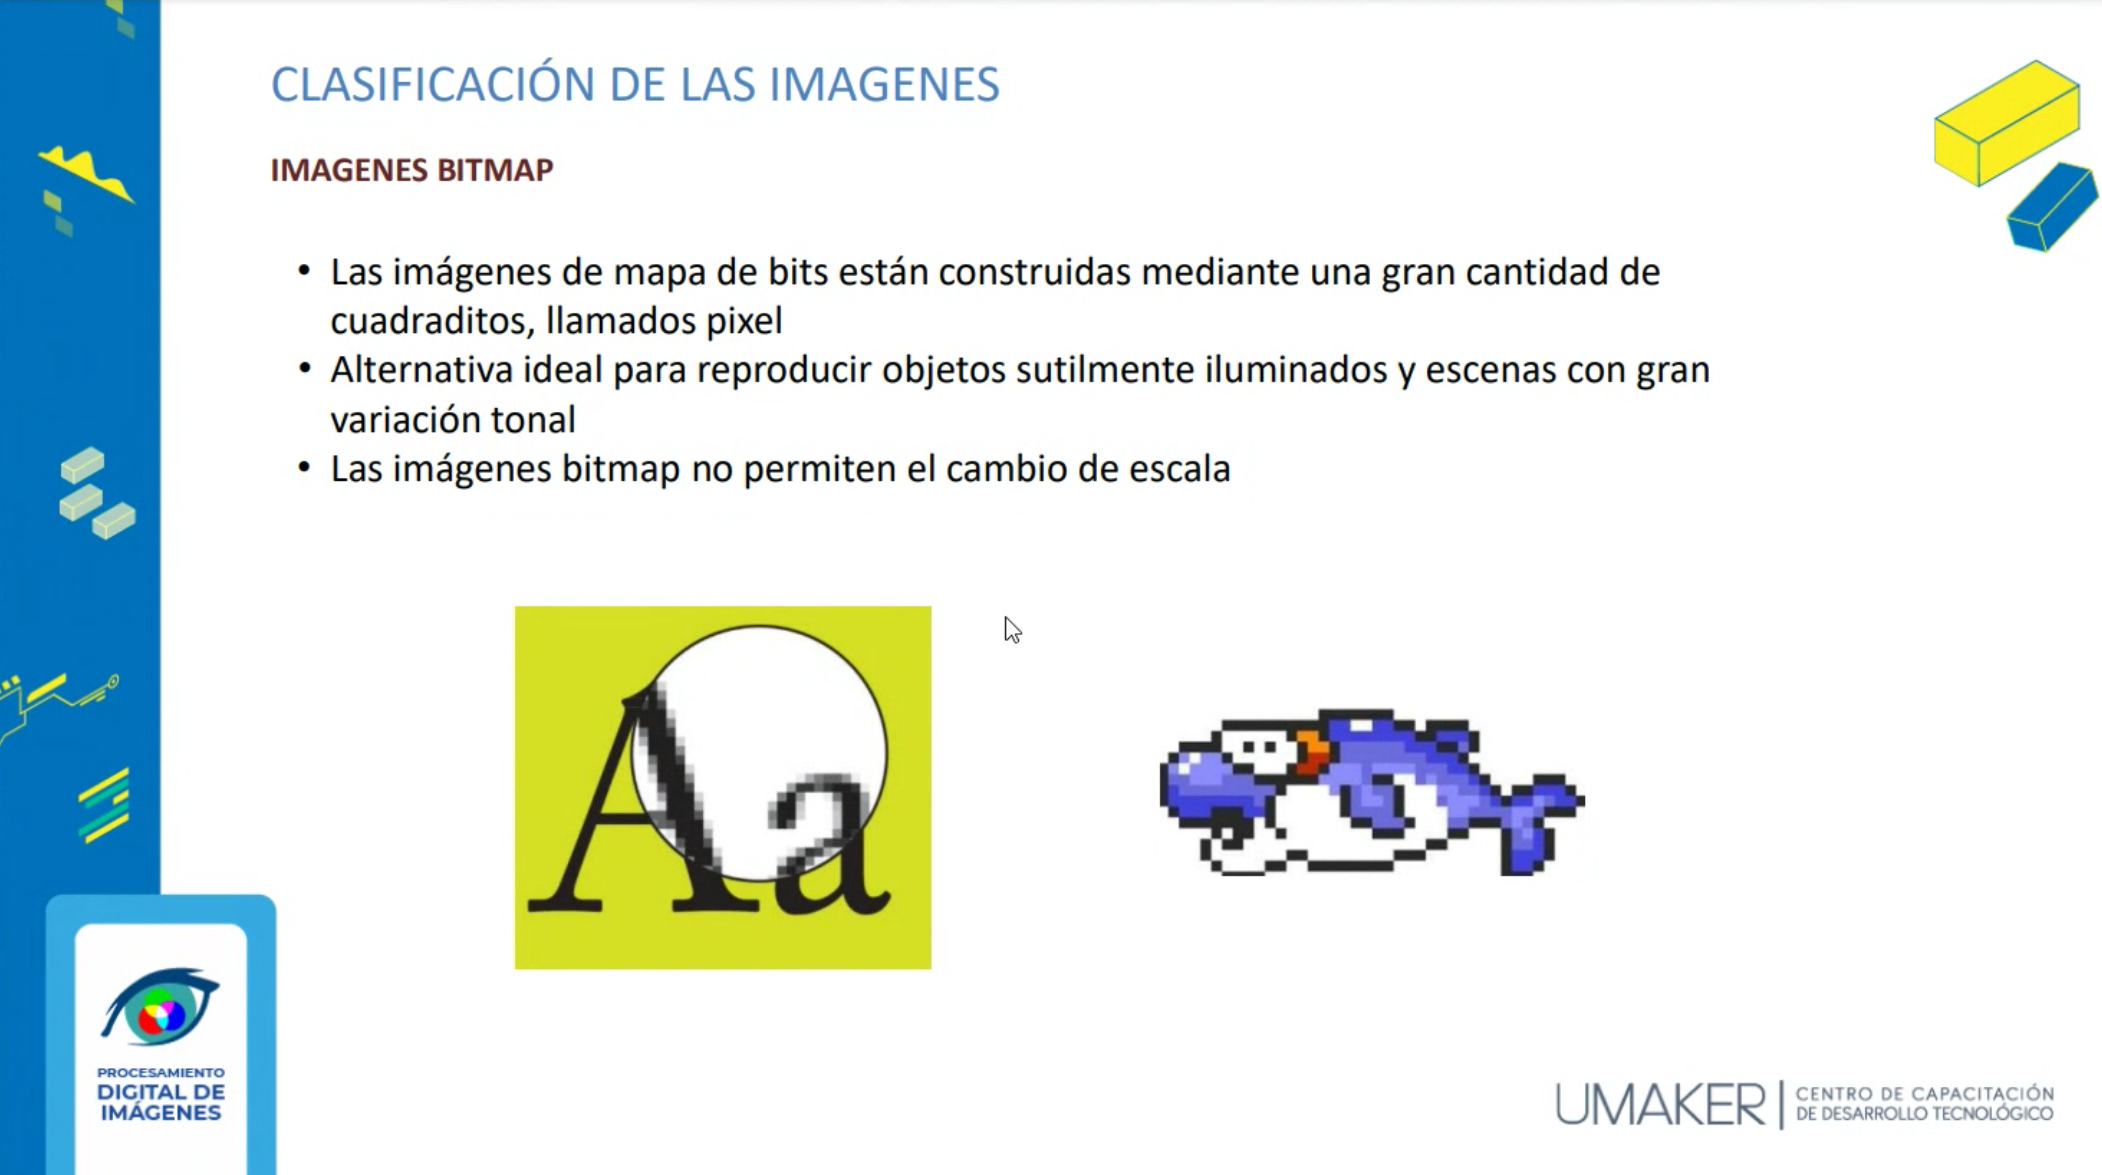 CLASIFICACIÓN DE LAS IMAGENES
IMAGENES BITMAP
• Las imágenes de mapa de bits están construidas mediante una gran cantidad de
cuadraditos, llamados pixel
• Alternativa ideal para reproducir objetos sutilmente iluminados y escenas con gran
variación tonal
• Las imágenes bitmap no permiten el cambio de escala
Aa
PROCESAMIENTO
DIGITAL DE
IMÁGENES
UMAKER | CENTRO DE CAPACITACIÓN
DE DESARROLLO TECNOLÓGICO